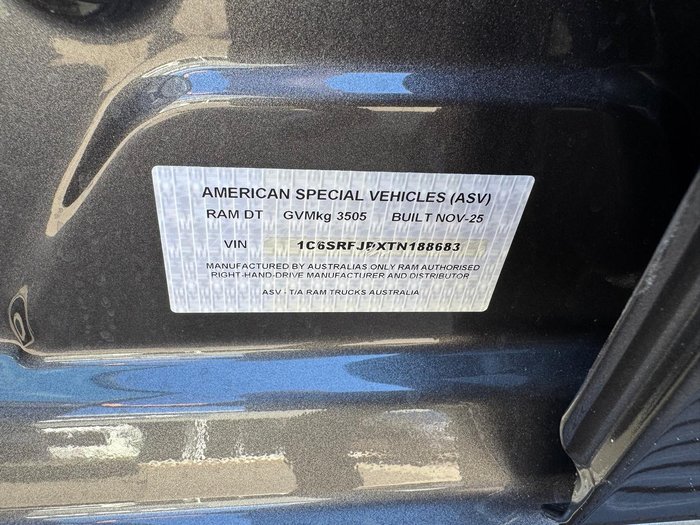 AMERICAN SPECIAL VEHICLES (ASV)
RAM DT GVMkg 3505 BUILT NOV-25
VIN 1C6SRFJPXTN188683
MANUFACTURED BY AUSTRALIAS ONLY RAM AUTHORISED
RIGHT-HAND-DRIVE MANUFACTURER AND DISTRIBUTOR
ASV - T/A RAM TRUCKS AUSTRALIA